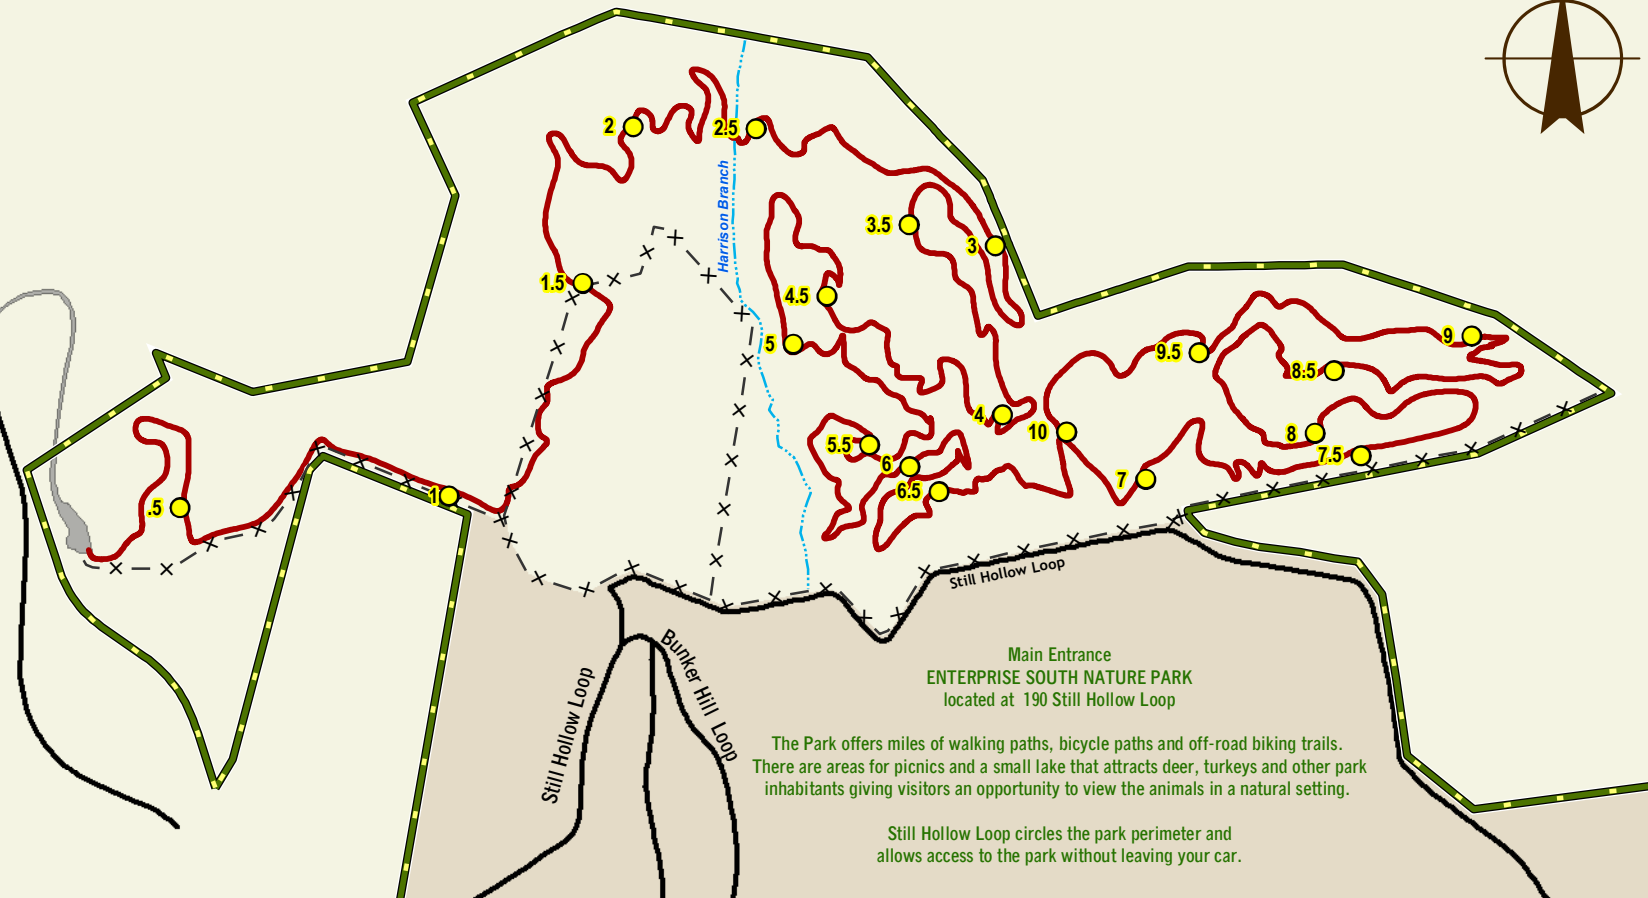 2
2.5
Harrison Branch
3.5
3
1.5
4.5
5
9.5
9
8.5
4
10
8
5.5
7.5
6
6.5
7
1
.5
Still Hollow Loop
Still Hollow Loop
Bunker Hill Loop
Main Entrance
ENTERPRISE SOUTH NATURE PARK
located at 190 Still Hollow Loop
The Park offers miles of walking paths, bicycle paths and off-road biking trails.
There are areas for picnics and a small lake that attracts deer, turkeys and other park
inhabitants giving visitors an opportunity to view the animals in a natural setting.
Still Hollow Loop circles the park perimeter and
allows access to the park without leaving your car.